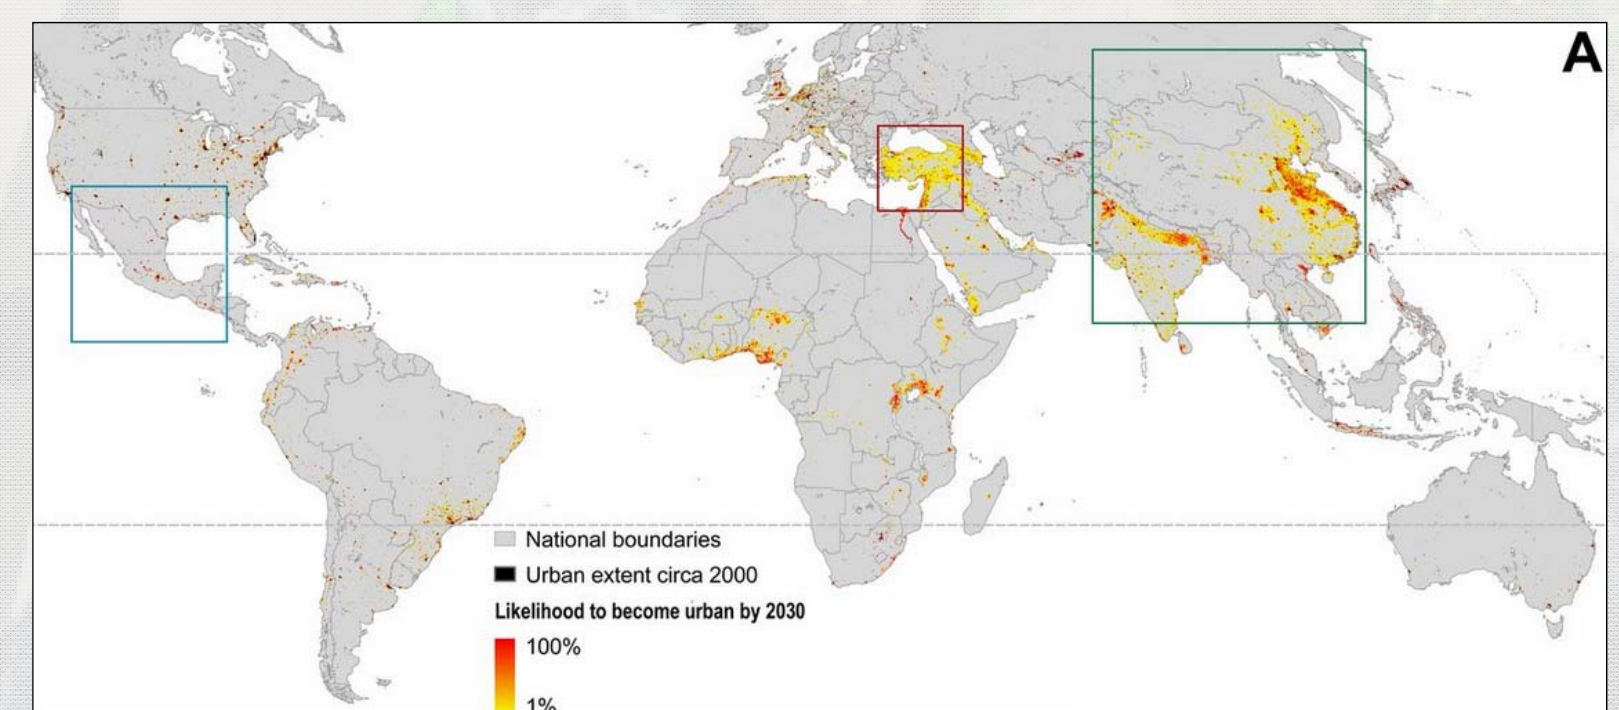 A
National boundaries
Urban extent circa 2000
Likelihood to become urban by 2030
100%
1%